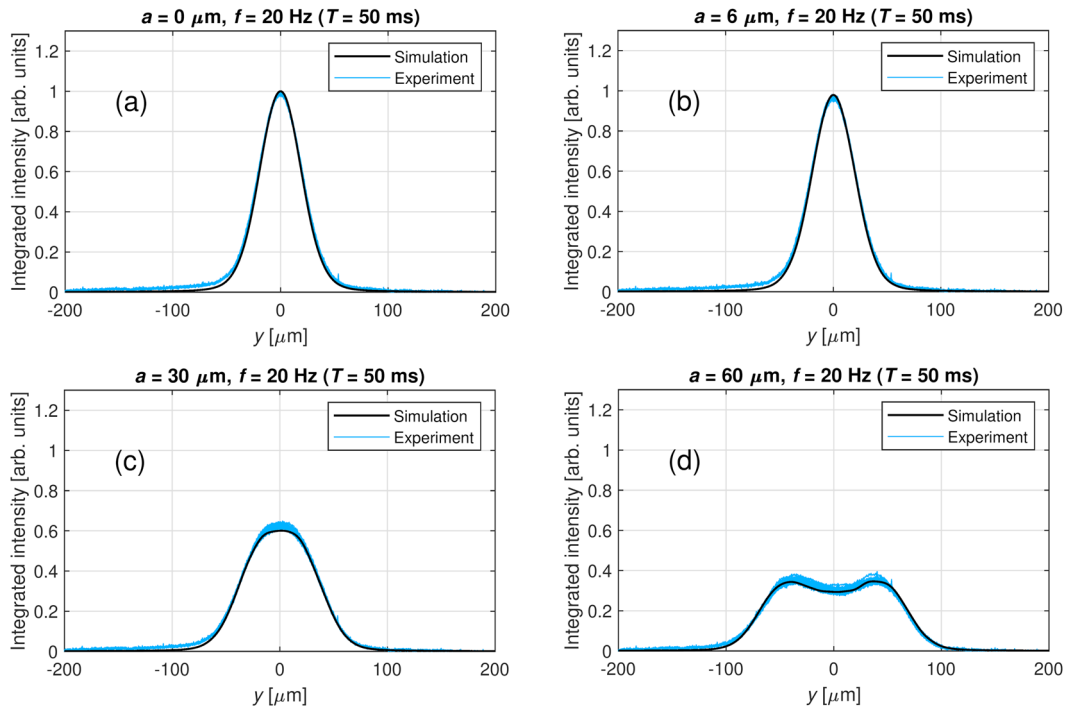 a = 0 μm, f = 20 Hz (T = 50 ms)
Integrated intensity [arb. units]
1.2
1
0.8
0.6
0.4
0.2
0
(a)
Simulation
Experiment
-200 -100 0 100 200
y [μm]
a = 6 μm, f = 20 Hz (T = 50 ms)
Integrated intensity [arb. units]
1.2
1
0.8
0.6
0.4
0.2
0
(b)
Simulation
Experiment
-200 -100 0 100 200
y [μm]
a = 30 μm, f = 20 Hz (T = 50 ms)
Integrated intensity [arb. units]
1.2
1
0.8
0.6
0.4
0.2
0
(c)
Simulation
Experiment
-200 -100 0 100 200
y [μm]
a = 60 μm, f = 20 Hz (T = 50 ms)
Integrated intensity [arb. units]
1.2
1
0.8
0.6
0.4
0.2
0
(d)
Simulation
Experiment
-200 -100 0 100 200
y [μm]